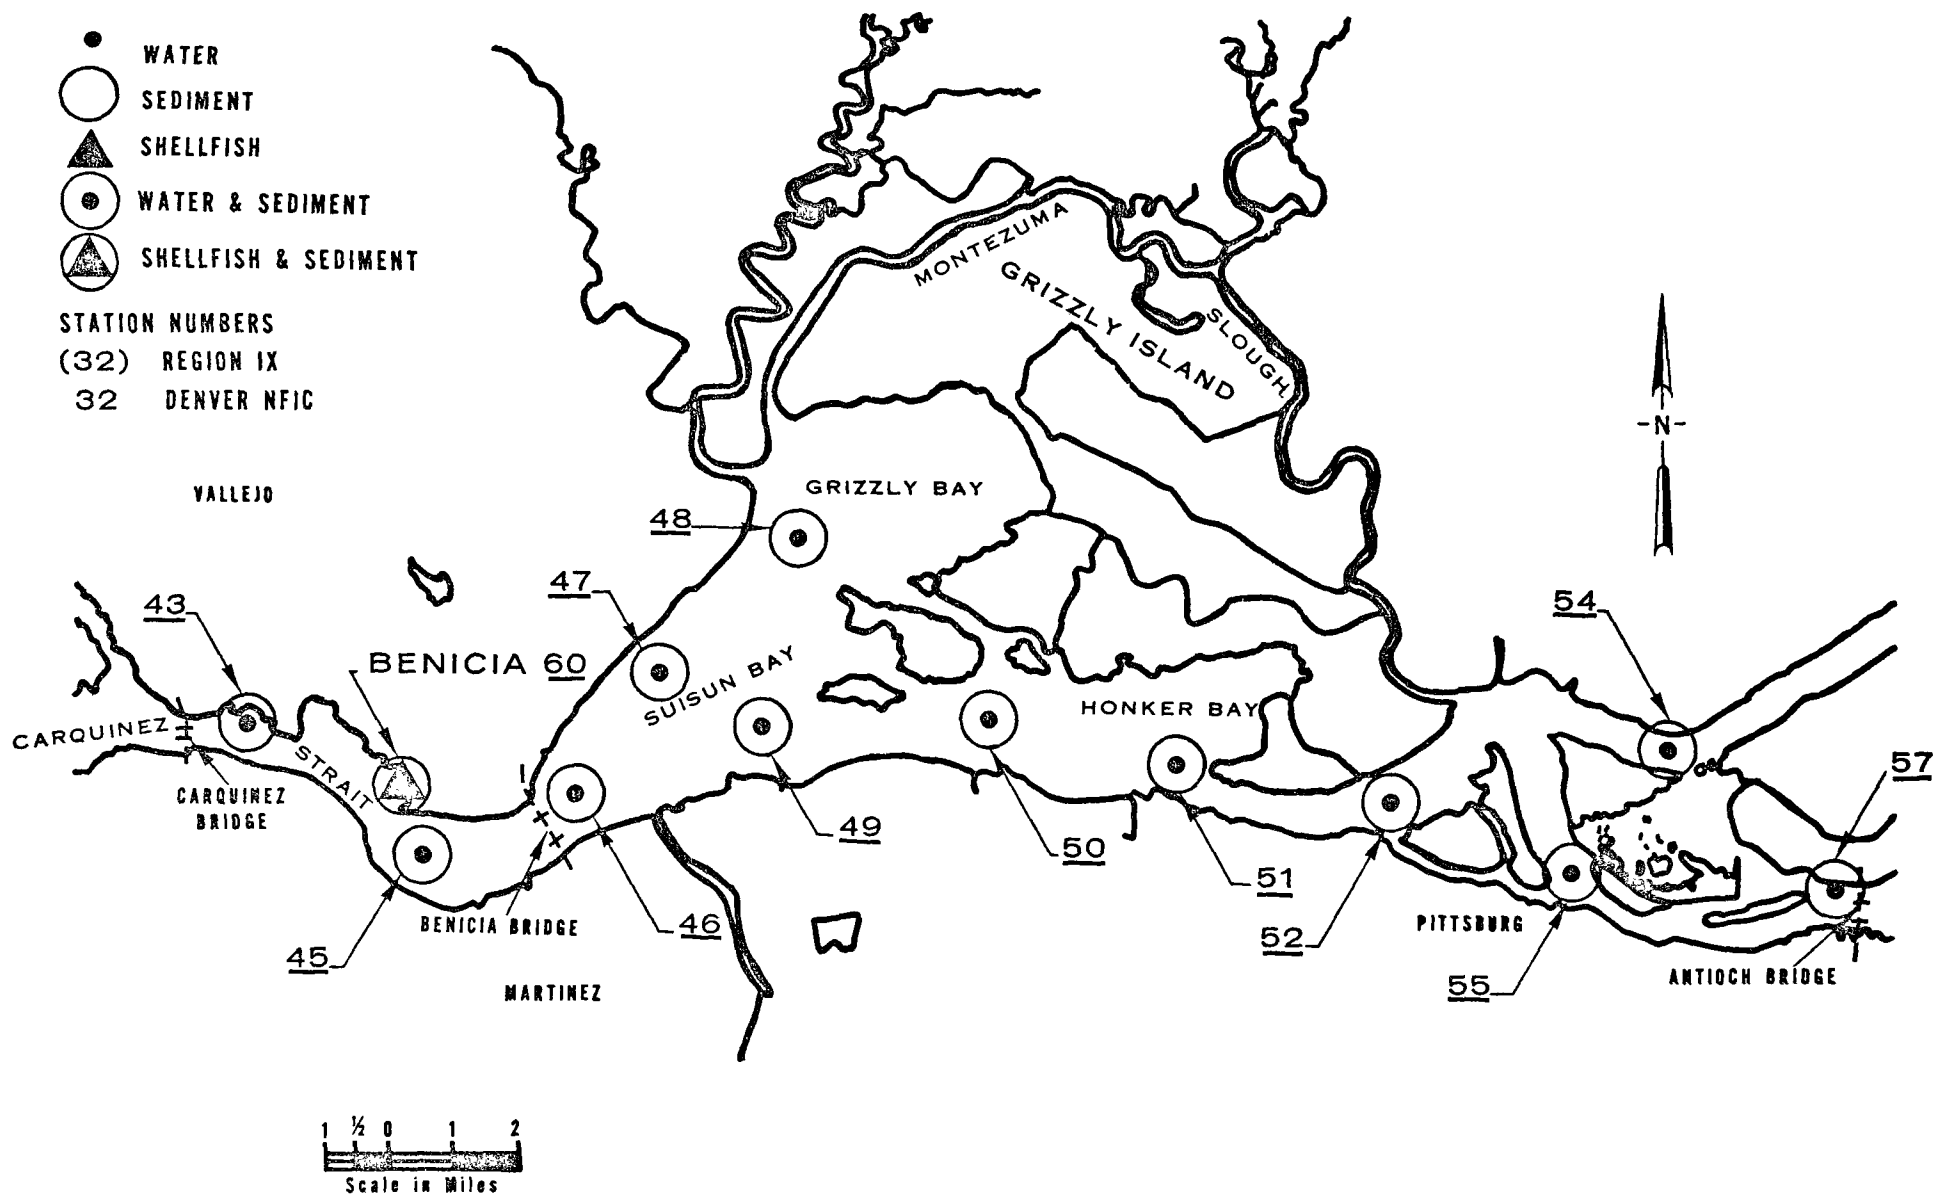 WATER
SEDIMENT
SHELLFISH
WATER & SEDIMENT
SHELLFISH & SEDIMENT
STATION NUMBERS
(32) REGION IX
32 DENVER NFIC
MONTEZUMA
GRIZZLY ISLAND
SLOUGH
-N-
VALLEJO
GRIZZLY BAY
48
47
43
54
BENICIA 60
SUISUN BAY
HONKER BAY
CARQUINEZ
STRAIT
57
CARQUINEZ
BRIDGE
49
50
51
BENICIA BRIDGE
46
52
PITTSBURG
45
55
ANTIOCH BRIDGE
MARTINEZ
1 ½ 0 1 2
Scale in Miles